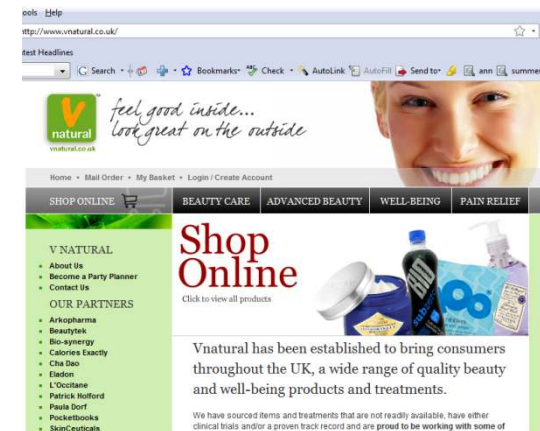 ools Help
http://www.vnatural.co.uk/
atest Headlines
Search Bookmarks Check AutoLink AutoFill Send to ann summe
V natural
vnatural.co.uk
feel good inside...
look great on the outside
Home • Mail Order • My Basket • Login / Create Account
SHOP ONLINE BEAUTY CARE ADVANCED BEAUTY WELL-BEING PAIN RELIEF
V NATURAL
About Us
Become a Party Planner
Contact Us
OUR PARTNERS
Arkopharma
Beautytek
Bio-synergy
Calories Exactly
Cha Dao
Eladon
L'Occitane
Patrick Holford
Paula Dorf
Pocketbooks
SkinCeuticals
Shop
Online
Click to view all products
Vnatural has been established to bring consumers
throughout the UK, a wide range of quality beauty
and well-being products and treatments.
We have sourced items and treatments that are not readily available, have either
clinical trials and/or a proven track record and are proud to be working with some of